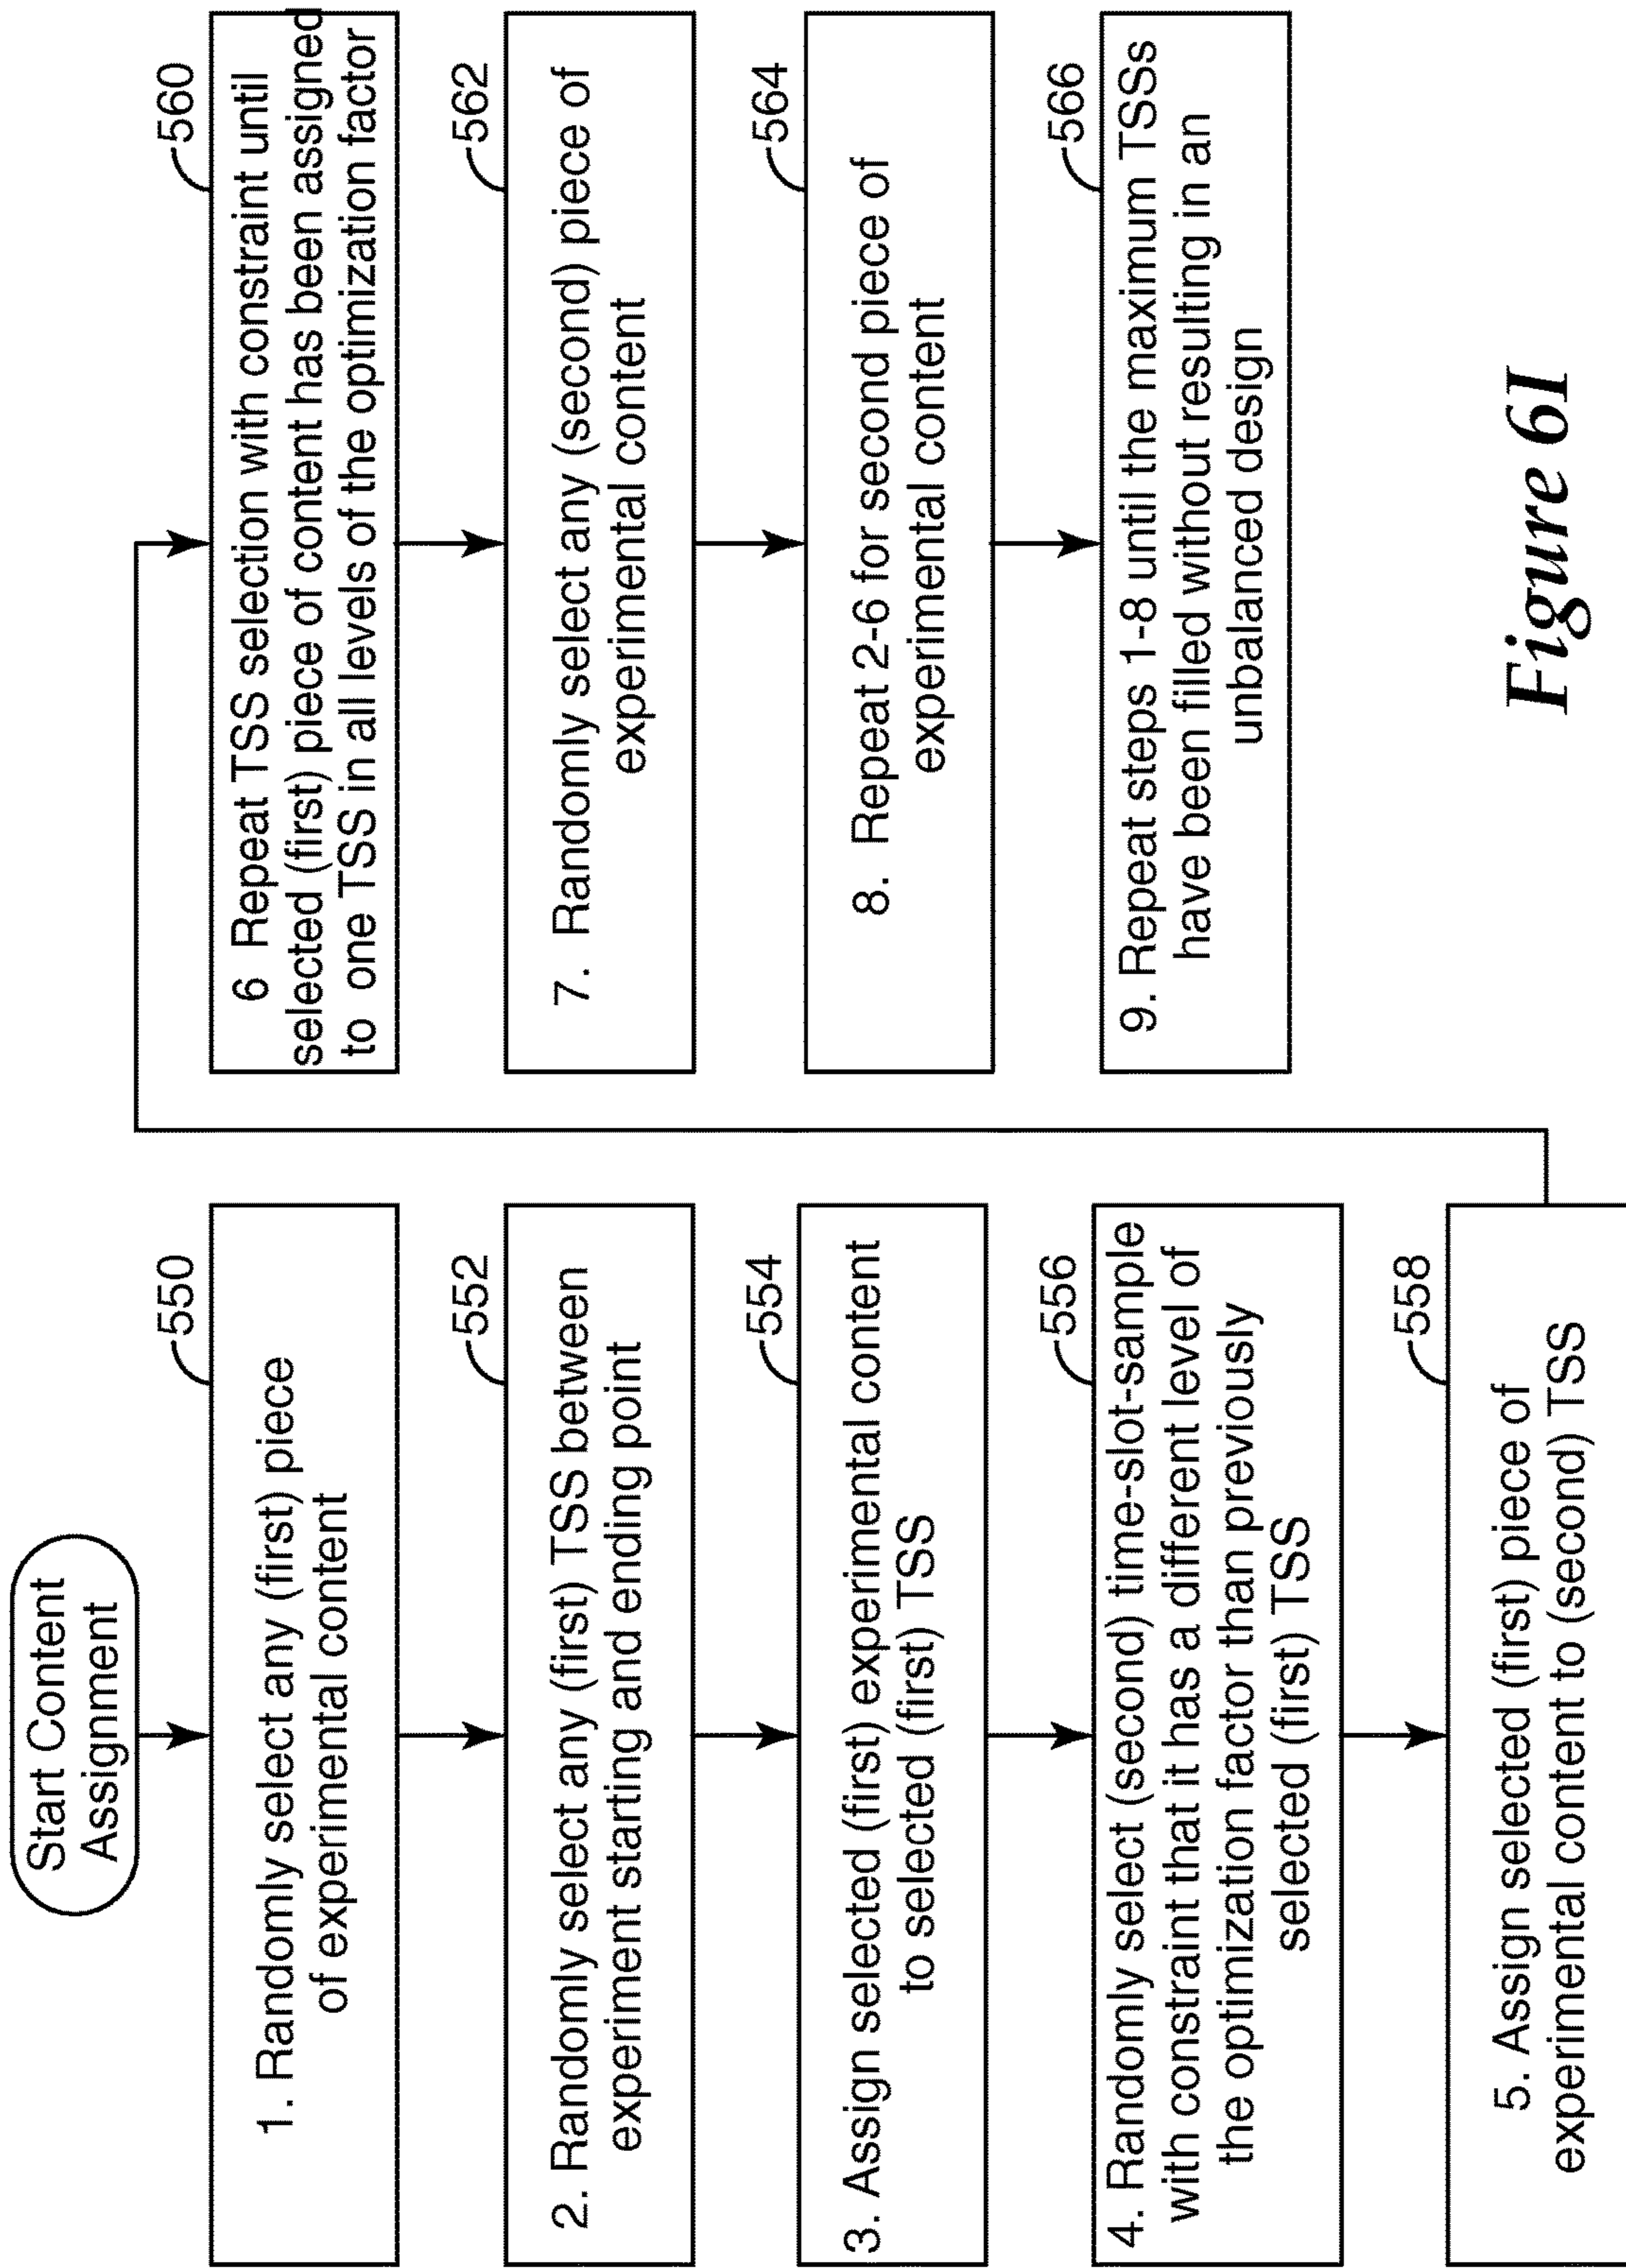 Start Content
Assignment
550
1. Randomly select any (first) piece
of experimental content
552
2. Randomly select any (first) TSS between
experiment starting and ending point
554
3. Assign selected (first) experimental content
to selected (first) TSS
556
4. Randomly select (second) time-slot-sample
with constraint that it has a different level of
the optimization factor than previously
selected (first) TSS
558
5. Assign selected (first) piece of
experimental content to (second) TSS
560
6 Repeat TSS selection with constraint until
selected (first) piece of content has been assigned
to one TSS in all levels of the optimization factor
562
7. Randomly select any (second) piece of
experimental content
564
8. Repeat 2-6 for second piece of
experimental content
566
9. Repeat steps 1-8 until the maximum TSSs
have been filled without resulting in an
unbalanced design
Figure 6I